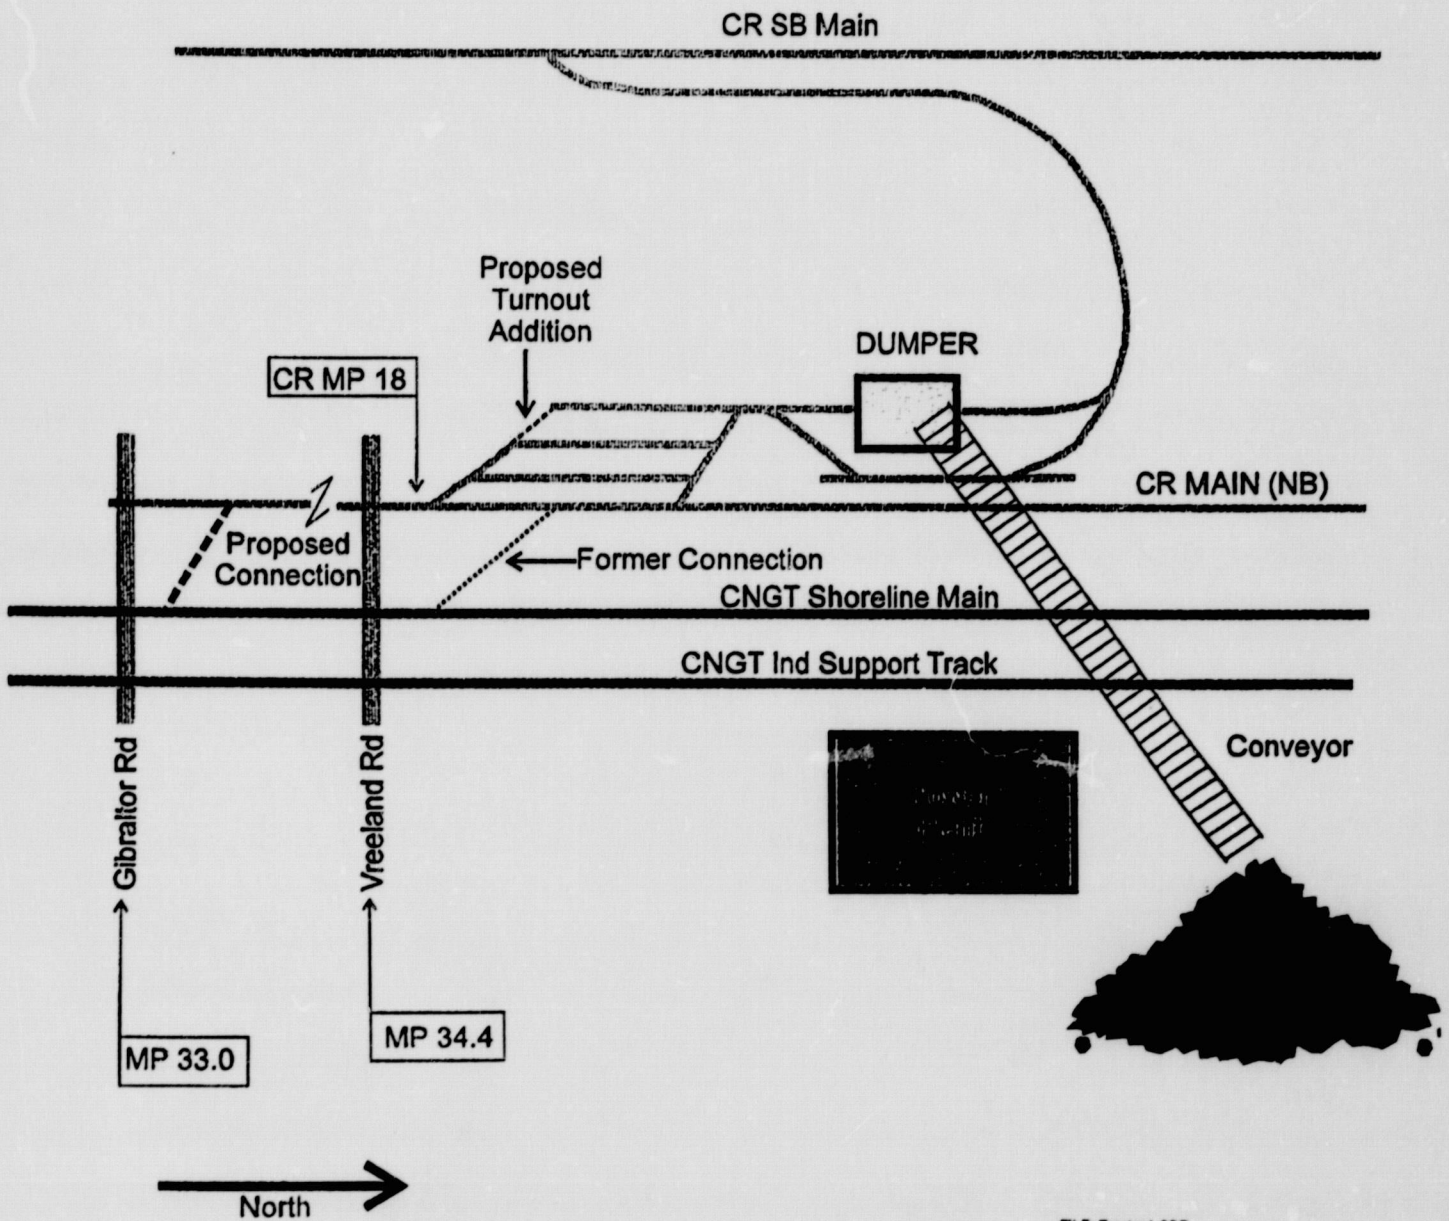 CR SB Main
Proposed
Turnout
Addition
DUMPER
CR MP 18
CR MAIN (NB)
Proposed
Connection
Former Connection
CNGT Shoreline Main
CNGT Ind Support Track
Conveyor
Gibraltor Rd
Vreeland Rd
MP 34.4
MP 33.0
North